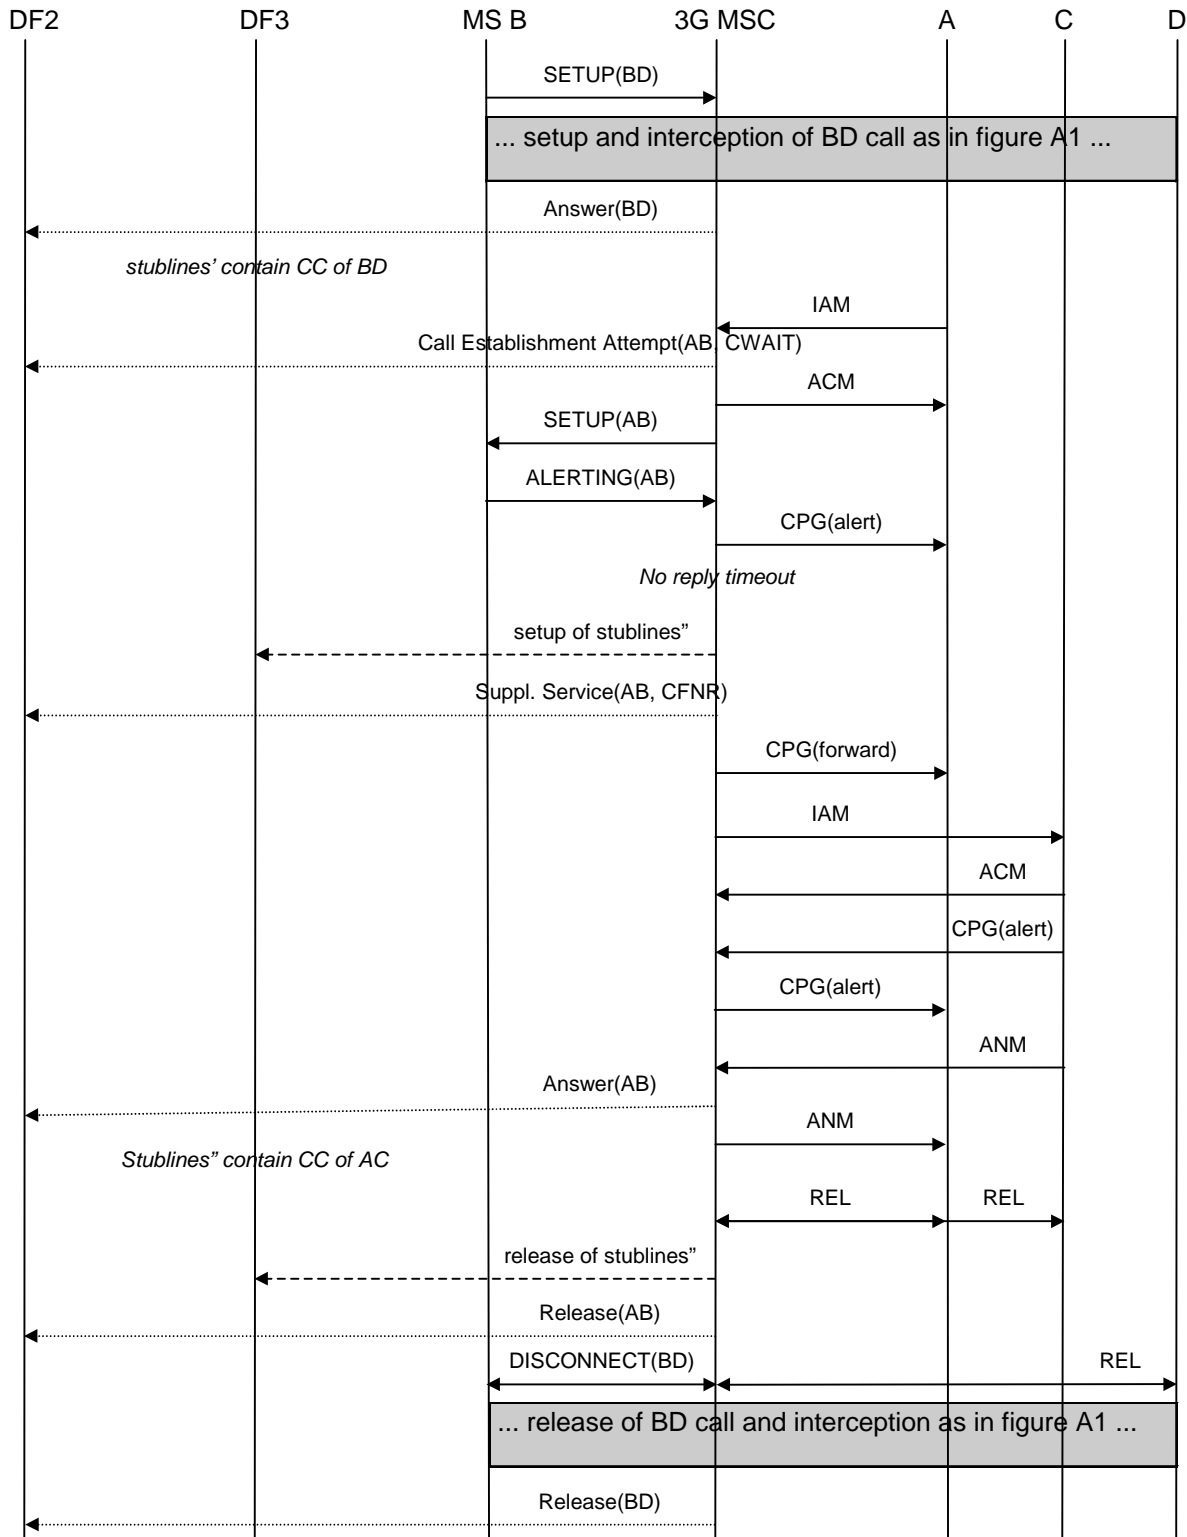 DF2 DF3 MS B 3G MSC A C D
SETUP(BD)
... setup and interception of BD call as in figure A1 ...
Answer(BD)
stublines’ contain CC of BD
IAM
Call Establishment Attempt(AB, CWAIT)
ACM
SETUP(AB)
ALERTING(AB)
CPG(alert)
No reply timeout
setup of stublines”
Suppl. Service(AB, CFNR)
CPG(forward)
IAM
ACM
CPG(alert)
CPG(alert)
ANM
Answer(AB)
ANM
Stublines” contain CC of AC
REL REL
release of stublines”
Release(AB)
DISCONNECT(BD) REL
... release of BD call and interception as in figure A1 ...
Release(BD)